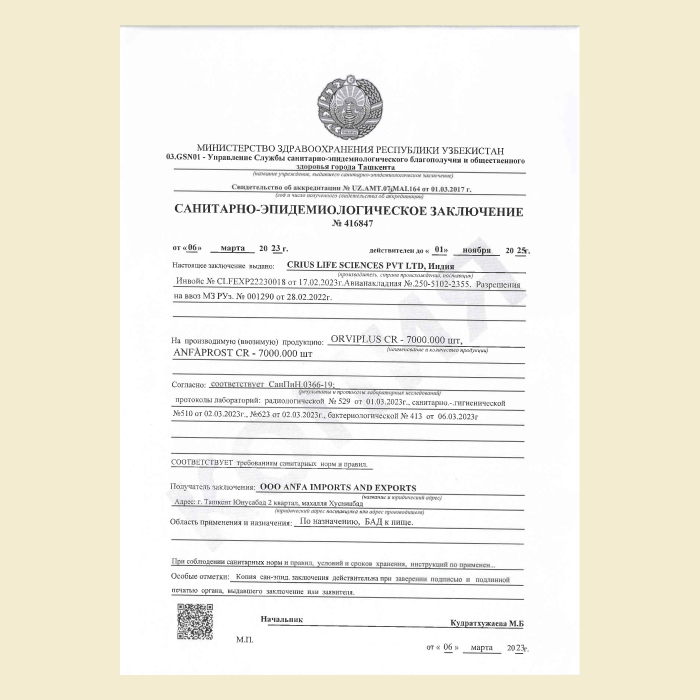 МИНИСТЕРСТВО ЗДРАВООХРАНЕНИЯ РЕСПУБЛИКИ УЗБЕКИСТАН
03.GSN01 - Управление Службы санитарно-эпидемиологического благополучия и общественного
здоровья города Ташкента
(название учреждения, выдавшего санитарно-эпидемиологическое заключение)
Свидетельство об аккредитации № UZ.AMT.07.MAI.164 от 01.03.2017 г.
(год и число полученного свидетельства об аккредитации)
САНИТАРНО-ЭПИДЕМИОЛОГИЧЕСКОЕ ЗАКЛЮЧЕНИЕ
№ 416847
от «06» марта 20 23 г. действителен до « 01» ноября 20 25г.
Настоящее заключение выдано: CRIUS LIFE SCIENCES PVT LTD, Индия
(производитель, страна происхождения, поставщик)
Инвойс № CLFEXP22230018 от 17.02.2023г.Авианакладная №.250-5102-2355. Разрешения
на ввоз МЗ РУз. № 001290 от 28.02.2022г.
На производимую (ввозимую) продукцию: ORVIPLUS CR - 7000.000 шт,
(наименование и количество продукции)
ANFAPROST CR - 7000.000 шт
Согласно: соответствует СанПиН.0366-19;
(результаты и протоколы лабораторных исследований)
протоколы лабораторий: радиологической № 529 от 01.03.2023г., санитарно.-.гигиенической
№510 от 02.03.2023г., №623 от 02.03.2023г., бактериологической № 413 от 06.03.2023г
СООТВЕТСТВУЕТ требованиям санитарных норм и правил.
Получатель заключения: ООО ANFA IMPORTS AND EXPORTS
(название и юридический адрес)
Адрес: г. Ташкент Юнусабад 2 квартал, махалля Хусниабад
(юридический адрес поставщика или адрес производителя)
Область применения и назначения: По назначению, БАД к пище.
При соблюдении санитарных норм и правил, условий и сроков хранения, инструкций по применен...
Особые отметки: Копия сан-эпид. заключения действительна при заверении подписью и подлинной
печатью органа, выдавшего заключение или заявителя.
Начальник Кудратхужаева М.Б
М.П.
от « 06 » марта 20 23г.
КОПИЯ